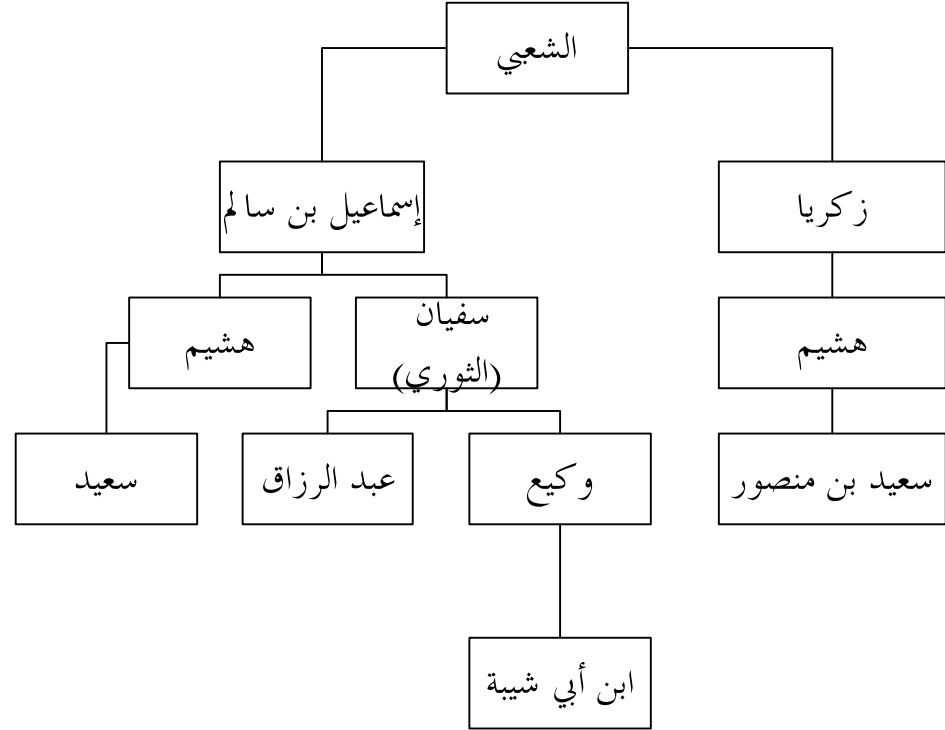 الشعبي
زكريا
إسماعيل بن سالم
هشيم
سفيان
(الثوري)
هشيم
سعيد بن منصور
وكيع
عبد الرزاق
سعيد
ابن أبي شيبة